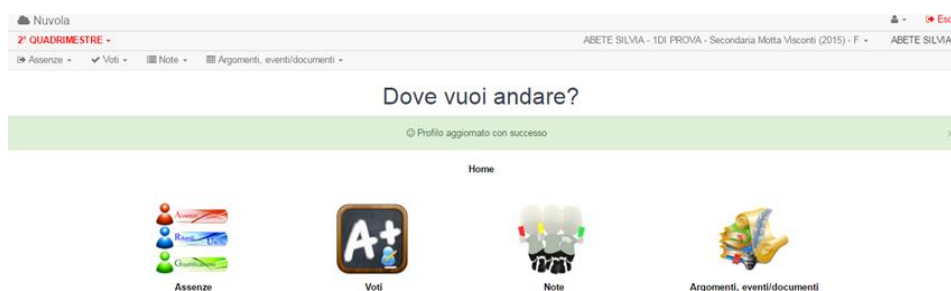 Nuvola
Esc
2° QUADRIMESTRE
ABETE SILVIA - 1DI PROVA - Secondaria Motta Visconti (2015) - F
ABETE SILVIA
Assenze
Voti
Note
Argomenti, eventi/documenti
Dove vuoi andare?
Profilo aggiornato con successo
Home
A+
Assenze
Voti
Note
Argomenti, eventi/documenti